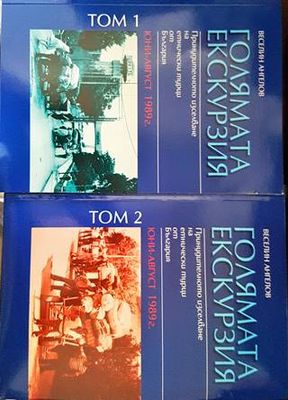 ВЕСЕЛИН АНГЕЛОВ
ГОЛЯМАТА
ЕКСКУРЗИЯ
Принудителното изселване
на
етнически турци
от
България
ЮНИ-АВГУСТ 1989 г.
ТОМ 1
ВЕСЕЛИН АНГЕЛОВ
ГОЛЯМАТА
ЕКСКУРЗИЯ
Принудителното изселване
на
етнически турци
от
България
ЮНИ-АВГУСТ 1989 г.
ТОМ 2